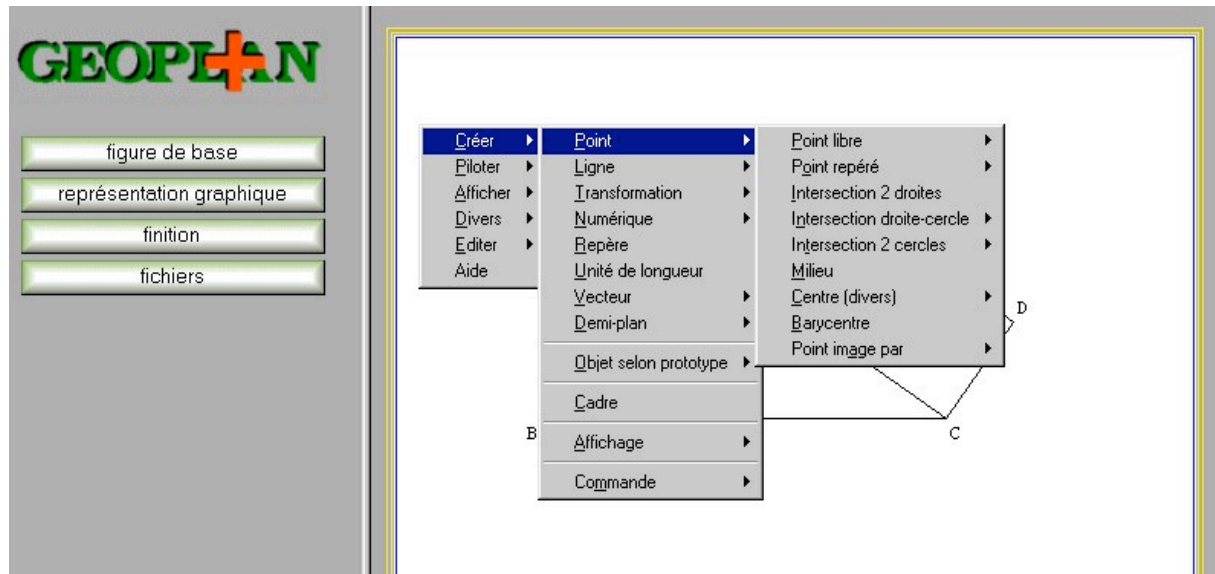 GEOPLAN
figure de base
représentation graphique
finition
fichiers
Créer
Piloter
Afficher
Divers
Editer
Aide
Point
Ligne
Transformation
Numérique
Repère
Unité de longueur
Vecteur
Demi-plan
Objet selon prototype
Cadre
Affichage
Commande
Point libre
Point repéré
Intersection 2 droites
Intersection droite-cercle
Intersection 2 cercles
Milieu
Centre (divers)
Barycentre
Point image par
D
B
C